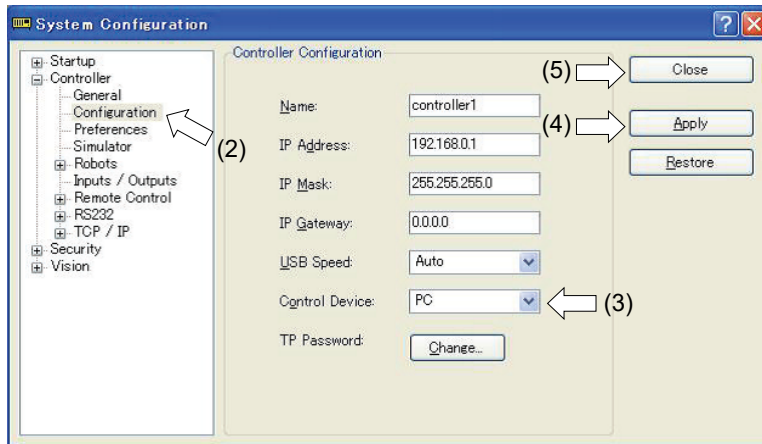 System Configuration
Startup
Controller
General
Configuration
Preferences
Simulator
Robots
Inputs / Outputs
Remote Control
RS232
TCP / IP
Security
Vision
(2)
Controller Configuration
Name: controller1
IP Address: 192.168.0.1
IP Mask: 255.255.255.0
IP Gateway: 0.0.0.0
USB Speed: Auto
Control Device: PC
(3)
TP Password: Change...
(5) Close
(4) Apply
Restore